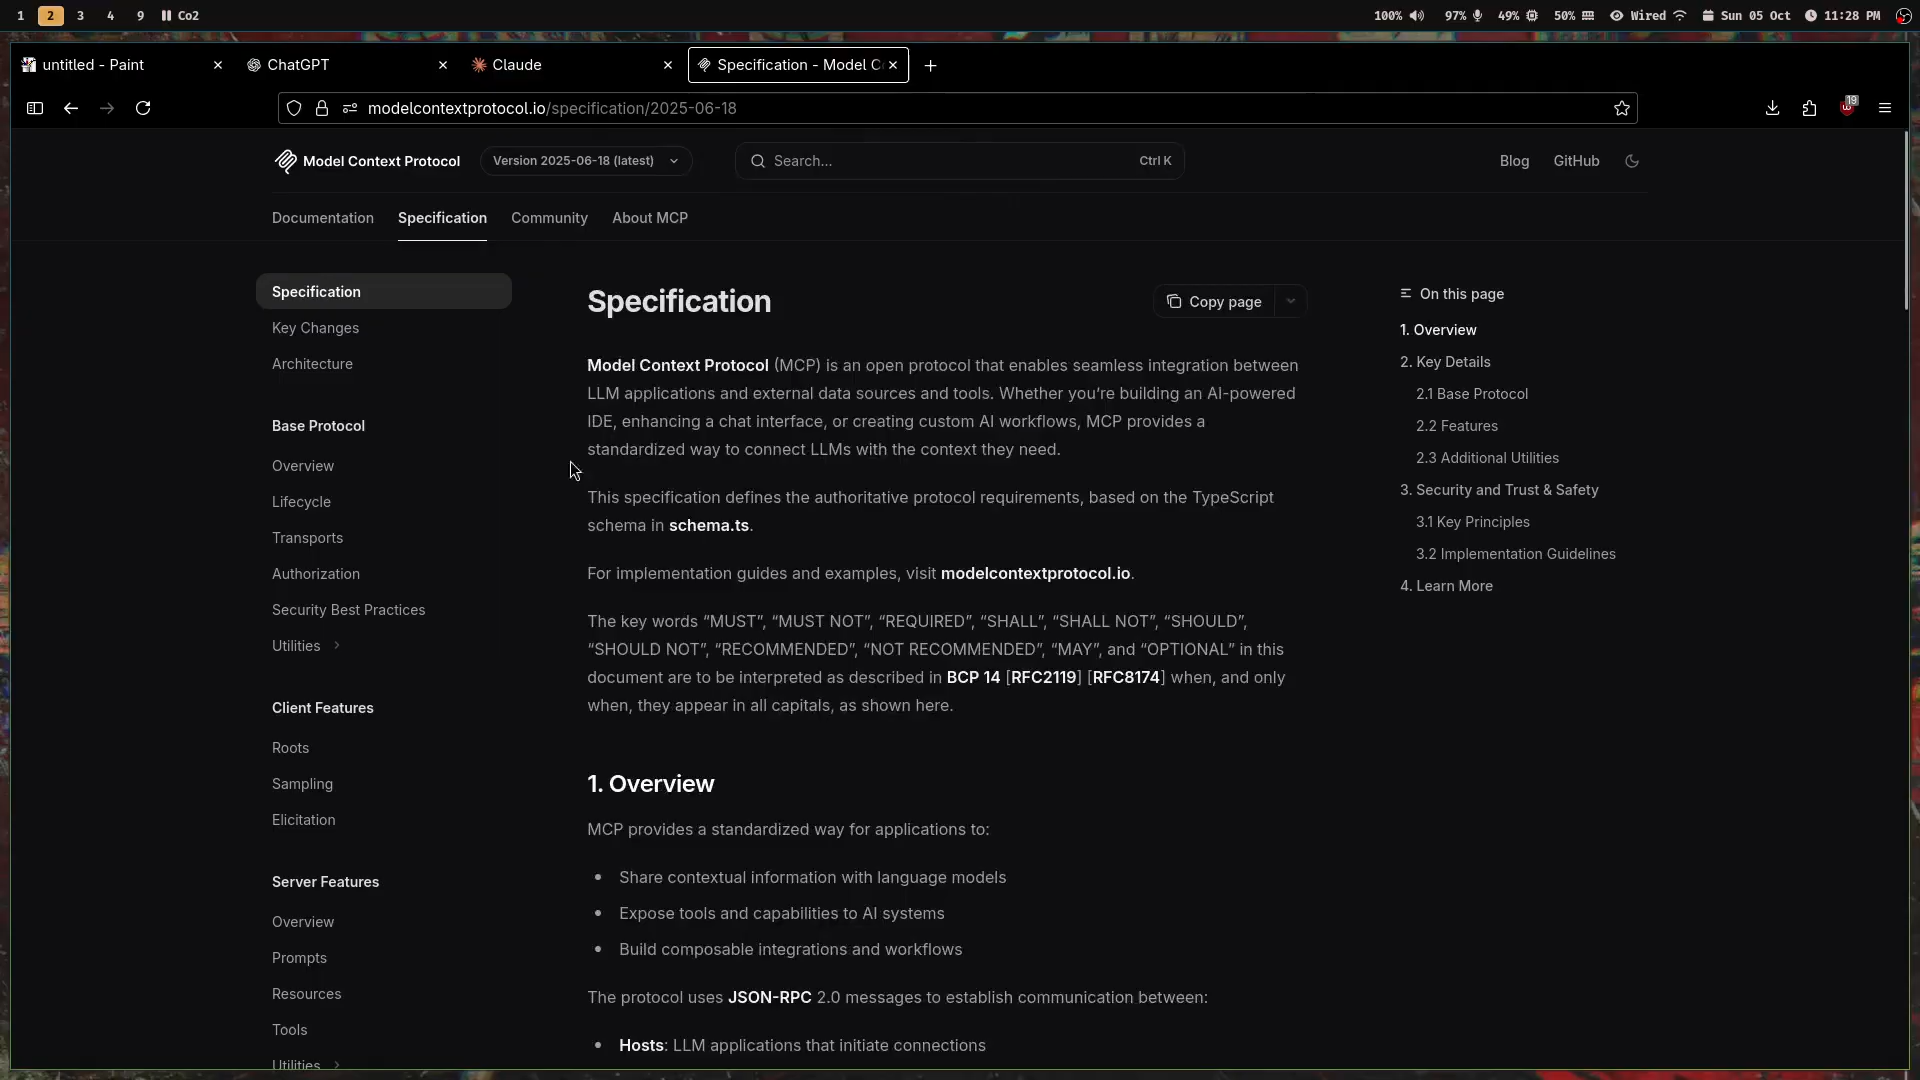 1 2 3 4 9 Co2
100% 97% 49% 50% Wired Sun 05 Oct 11:28 PM
untitled - Paint
ChatGPT
Claude
Specification - Model C
19
modelcontextprotocol.io/specification/2025-06-18
Model Context Protocol
Version 2025-06-18 (latest)
Search...
Ctrl K
Blog
GitHub
Documentation
Specification
Community
About MCP
Specification
Key Changes
Architecture
Base Protocol
Overview
Lifecycle
Transports
Authorization
Security Best Practices
Utilities
Client Features
Roots
Sampling
Elicitation
Server Features
Overview
Prompts
Resources
Tools
Utilities
Specification
Copy page
Model Context Protocol (MCP) is an open protocol that enables seamless integration between
LLM applications and external data sources and tools. Whether you’re building an AI-powered
IDE, enhancing a chat interface, or creating custom AI workflows, MCP provides a
standardized way to connect LLMs with the context they need.
This specification defines the authoritative protocol requirements, based on the TypeScript
schema in schema.ts.
For implementation guides and examples, visit modelcontextprotocol.io.
The key words “MUST”, “MUST NOT”, “REQUIRED”, “SHALL”, “SHALL NOT”, “SHOULD”,
“SHOULD NOT”, “RECOMMENDED”, “NOT RECOMMENDED”, “MAY”, and “OPTIONAL” in this
document are to be interpreted as described in BCP 14 [RFC2119] [RFC8174] when, and only
when, they appear in all capitals, as shown here.
1. Overview
MCP provides a standardized way for applications to:
• Share contextual information with language models
• Expose tools and capabilities to AI systems
• Build composable integrations and workflows
The protocol uses JSON-RPC 2.0 messages to establish communication between:
• Hosts: LLM applications that initiate connections
On this page
1. Overview
2. Key Details
2.1 Base Protocol
2.2 Features
2.3 Additional Utilities
3. Security and Trust & Safety
3.1 Key Principles
3.2 Implementation Guidelines
4. Learn More